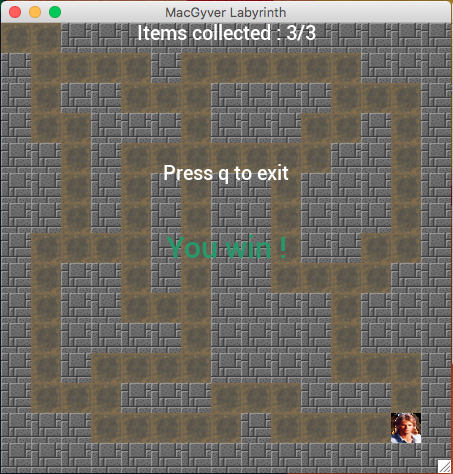 MacGyver Labyrinth
Items collected : 3/3
Press q to exit
You win !